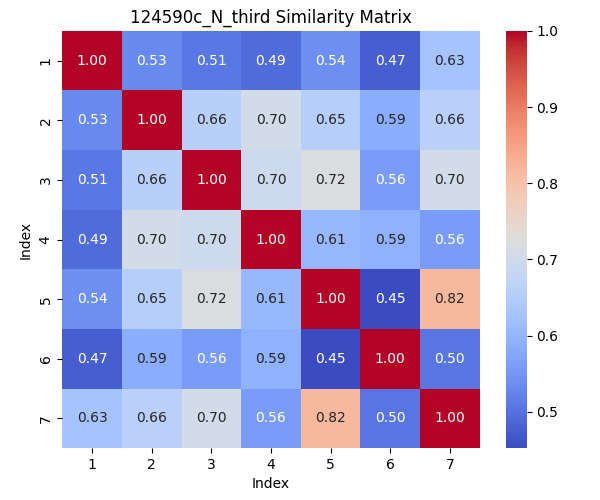 124590c_N_third Similarity Matrix
1 1.00 0.53 0.51 0.49 0.54 0.47 0.63
2 0.53 1.00 0.66 0.70 0.65 0.59 0.66
3 0.51 0.66 1.00 0.70 0.72 0.56 0.70
4 0.49 0.70 0.70 1.00 0.61 0.59 0.56
5 0.54 0.65 0.72 0.61 1.00 0.45 0.82
6 0.47 0.59 0.56 0.59 0.45 1.00 0.50
7 0.63 0.66 0.70 0.56 0.82 0.50 1.00
1 2 3 4 5 6 7
Index
Index
1.0
0.9
0.8
0.7
0.6
0.5